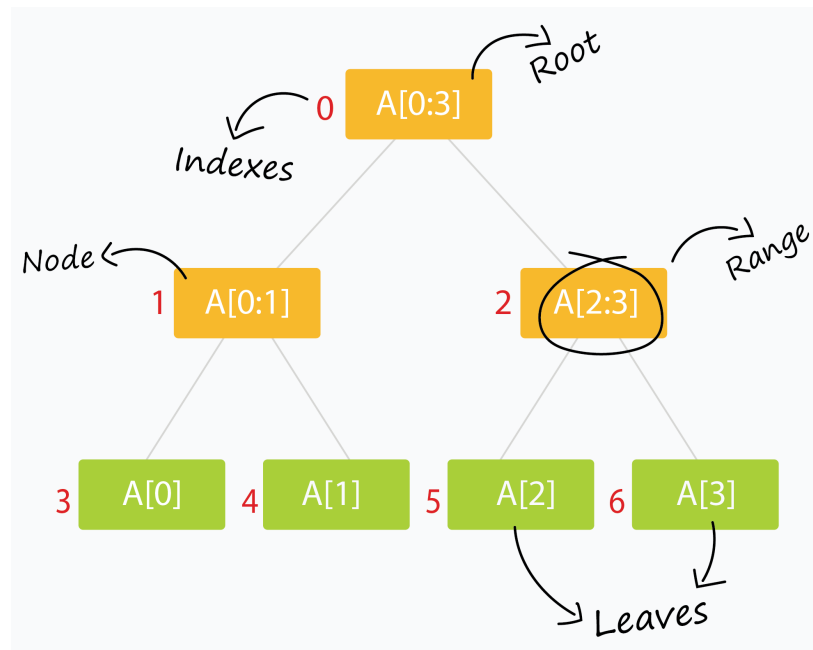 Root
0 A[0:3]
Indexes
Node
Range
1 A[0:1]
2 A[2:3]
3 A[0]
4 A[1]
5 A[2]
6 A[3]
Leaves